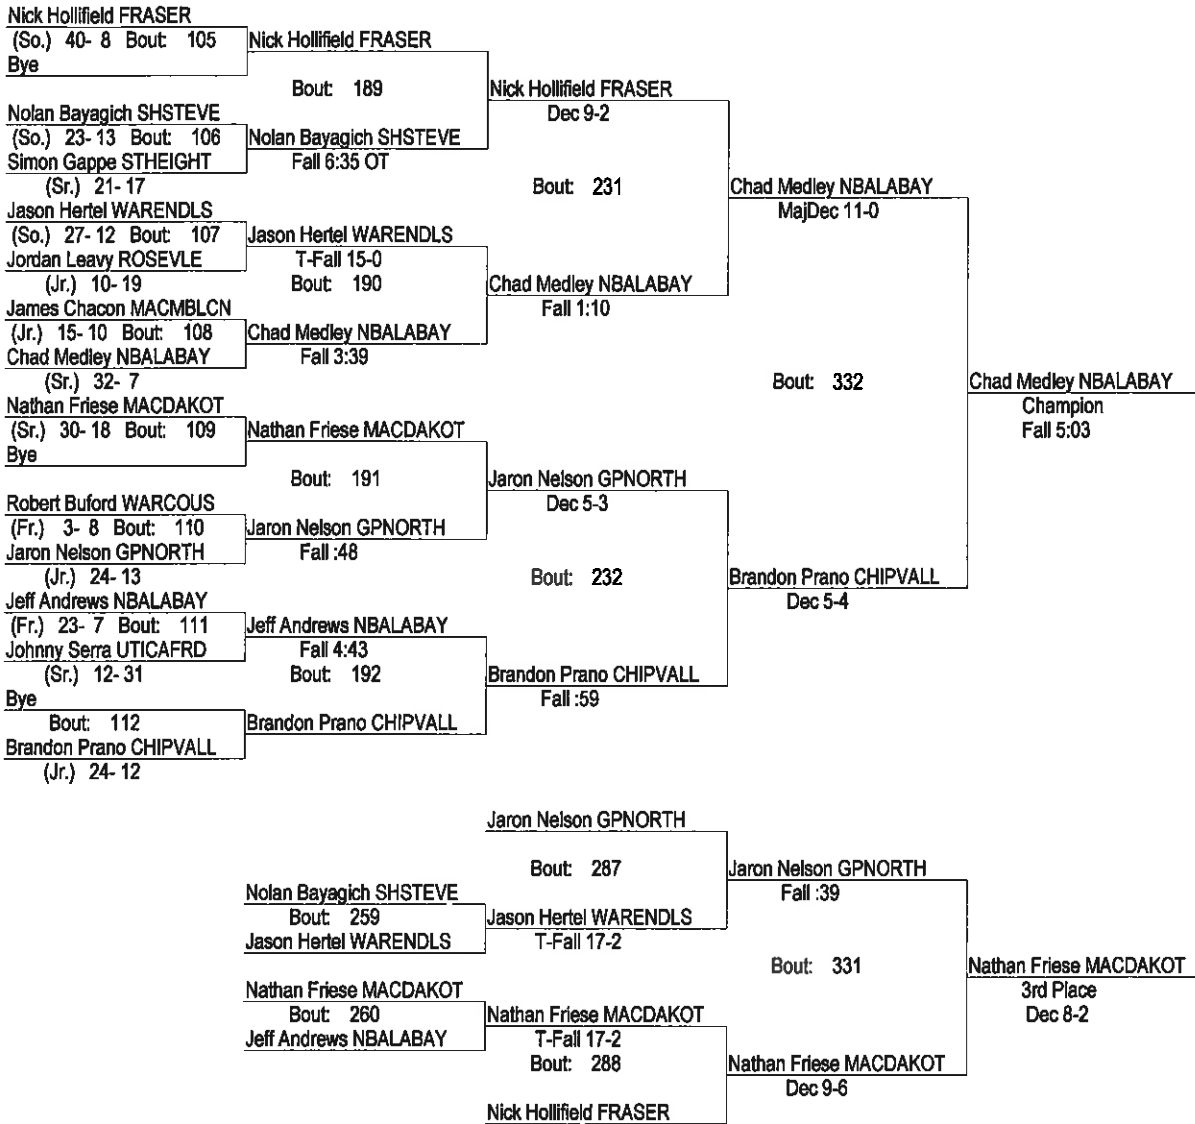 Nick Hollifield FRASER
(So.) 40- 8 Bout: 105
Bye
Nick Hollifield FRASER
Bout: 189
Nolan Bayagich SHSTEVE
(So.) 23- 13 Bout: 106
Simon Gappe STHEIGHT
(Sr.) 21- 17
Nolan Bayagich SHSTEVE
Fall 6:35 OT
Nick Hollifield FRASER
Dec 9-2
Bout: 231
Jason Hertel WARENDLS
(So.) 27- 12 Bout: 107
Jordan Leavy ROSEVLE
(Jr.) 10- 19
Jason Hertel WARENDLS
T-Fall 15-0
Bout: 190
James Chacon MACMBLCN
(Jr.) 15- 10 Bout: 108
Chad Medley NBALABAY
(Sr.) 32- 7
Chad Medley NBALABAY
Fall 3:39
Chad Medley NBALABAY
Fall 1:10
Chad Medley NBALABAY
MajDec 11-0
Bout: 332
Chad Medley NBALABAY
Champion
Fall 5:03
Nathan Friese MACDAKOT
(Sr.) 30- 18 Bout: 109
Bye
Nathan Friese MACDAKOT
Bout: 191
Robert Buford WARCOUS
(Fr.) 3- 8 Bout: 110
Jaron Nelson GPNORTH
(Jr.) 24- 13
Jaron Nelson GPNORTH
Fall :48
Jaron Nelson GPNORTH
Dec 5-3
Bout: 232
Jeff Andrews NBALABAY
(Fr.) 23- 7 Bout: 111
Johnny Serra UTICAFRD
(Sr.) 12- 31
Jeff Andrews NBALABAY
Fall 4:43
Bout: 192
Bye
Bout: 112
Brandon Prano CHIPVALL
(Jr.) 24- 12
Brandon Prano CHIPVALL
Brandon Prano CHIPVALL
Fall :59
Brandon Prano CHIPVALL
Dec 5-4
Jaron Nelson GPNORTH
Bout: 287
Nolan Bayagich SHSTEVE
Bout: 259
Jason Hertel WARENDLS
Jason Hertel WARENDLS
T-Fall 17-2
Jaron Nelson GPNORTH
Fall :39
Bout: 331
Nathan Friese MACDAKOT
3rd Place
Dec 8-2
Nathan Friese MACDAKOT
Bout: 260
Jeff Andrews NBALABAY
Nathan Friese MACDAKOT
T-Fall 17-2
Bout: 288
Nick Hollifield FRASER
Nathan Friese MACDAKOT
Dec 9-6